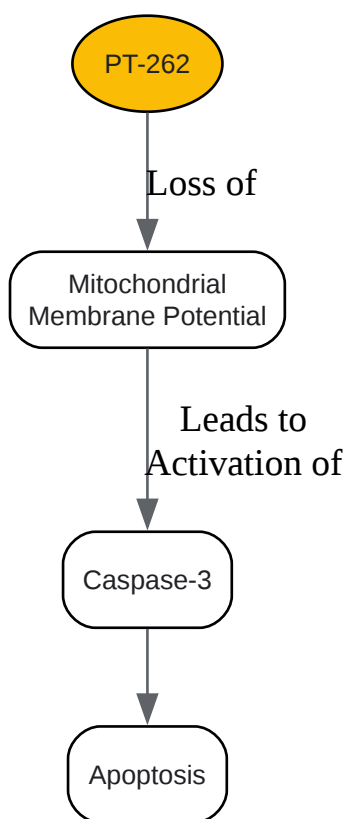 PT-262
Loss of
Mitochondrial
Membrane Potential
Leads to
Activation of
Caspase-3
Apoptosis